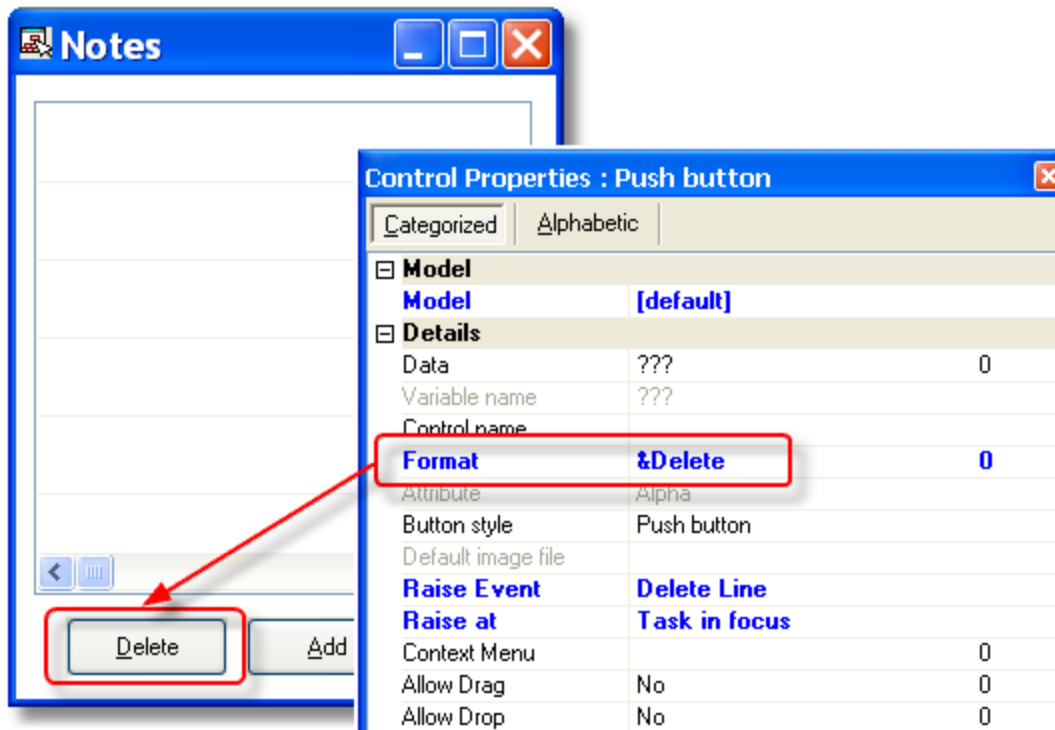 Notes
Control Properties : Push button
Categorized Alphabetic
Model
Model [default]
Details
Data ??? 0
Variable name ???
Control name
Format &Delete 0
Attribute Alpha
Button style Push button
Default image file
Raise Event Delete Line
Raise at Task in focus
Context Menu 0
Allow Drag No 0
Allow Drop No 0
Delete Add